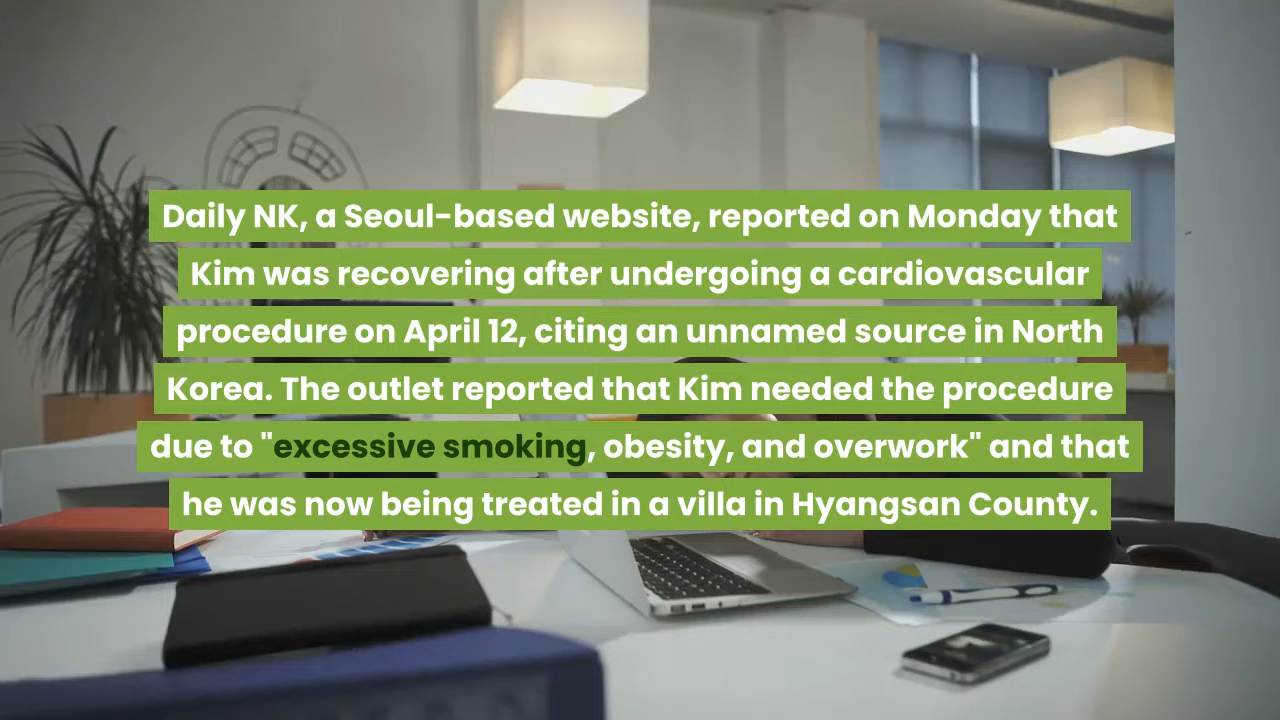 Daily NK, a Seoul-based website, reported on Monday that
Kim was recovering after undergoing a cardiovascular
procedure on April 12, citing an unnamed source in North
Korea. The outlet reported that Kim needed the procedure
due to "excessive smoking, obesity, and overwork" and that
he was now being treated in a villa in Hyangsan County.